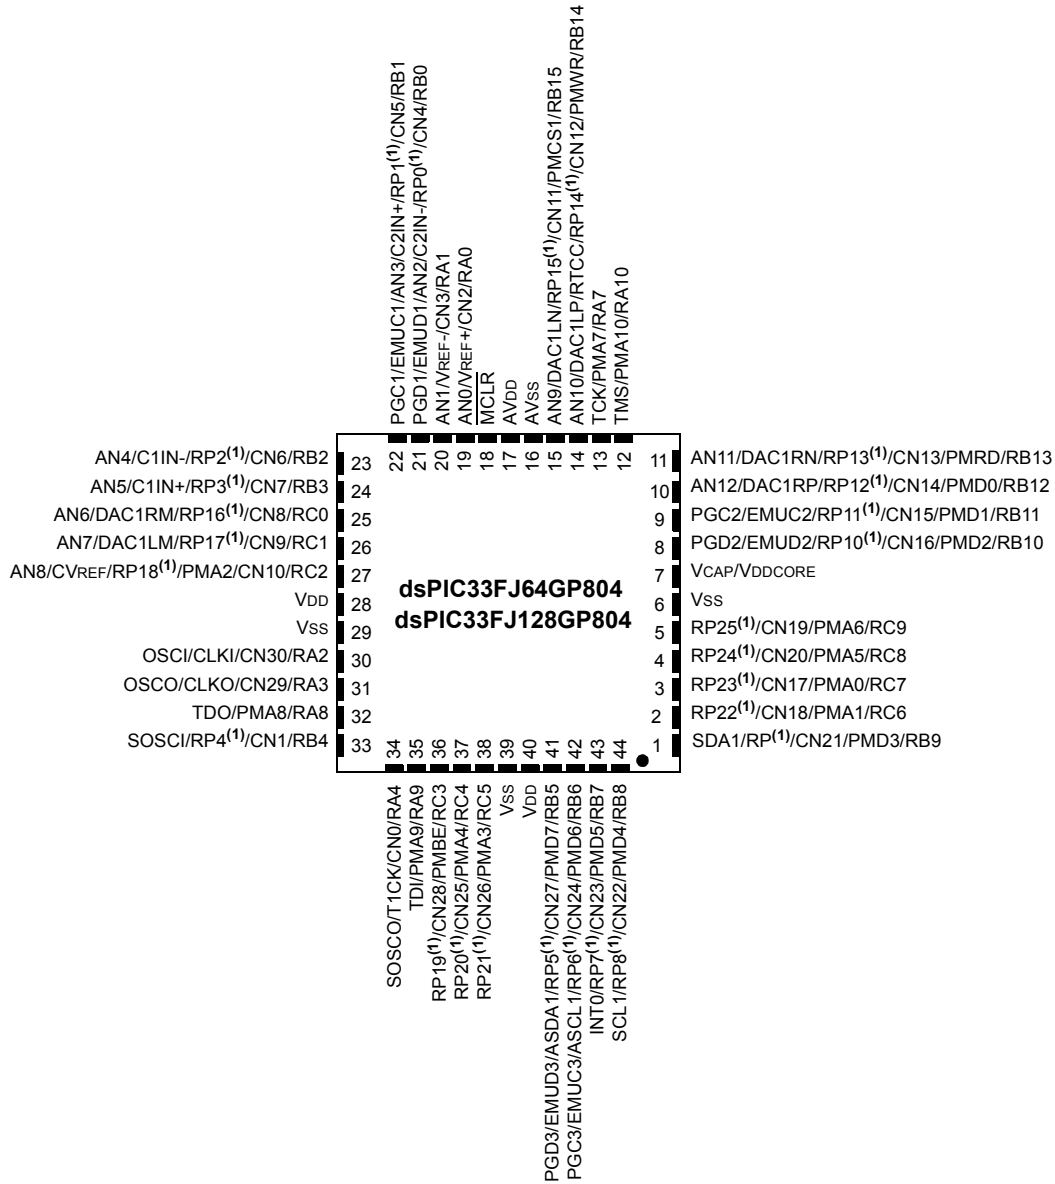 PGC1/EMUC1/AN3/C2IN+/RP1(1)/CN5/RB1
PGD1/EMUD1/AN2/C2IN-/RP0(1)/CN4/RB0
AN1/VREF-/CN3/RA1
AN0/VREF+/CN2/RA0
MCLR
AVDD
AVSS
AN9/DAC1LN/RP15(1)/CN11/PMCS1/RB15
AN10/DAC1LP/RTCC/RP14(1)/CN12/PMWR/RB14
TCK/PMA7/RA7
TMS/PMA10/RA10
22 21 20 19 18 17 16 15 14 13 12
AN4/C1IN-/RP2(1)/CN6/RB2 23
AN5/C1IN+/RP3(1)/CN7/RB3 24
AN6/DAC1RM/RP16(1)/CN8/RC0 25
AN7/DAC1LM/RP17(1)/CN9/RC1 26
AN8/CVREF/RP18(1)/PMA2/CN10/RC2 27
VDD 28
VSS 29
OSCI/CLKI/CN30/RA2 30
OSCO/CLKO/CN29/RA3 31
TDO/PMA8/RA8 32
SOSCI/RP4(1)/CN1/RB4 33
dsPIC33FJ64GP804
dsPIC33FJ128GP804
11 AN11/DAC1RN/RP13(1)/CN13/PMRD/RB13
10 AN12/DAC1RP/RP12(1)/CN14/PMD0/RB12
9 PGC2/EMUC2/RP11(1)/CN15/PMD1/RB11
8 PGD2/EMUD2/RP10(1)/CN16/PMD2/RB10
7 VCAP/VDDCORE
6 VSS
5 RP25(1)/CN19/PMA6/RC9
4 RP24(1)/CN20/PMA5/RC8
3 RP23(1)/CN17/PMA0/RC7
2 RP22(1)/CN18/PMA1/RC6
1 SDA1/RP(1)/CN21/PMD3/RB9
34 35 36 37 38 39 40 41 42 43 44
SOSCO/T1CK/CN0/RA4
TDI/PMA9/RA9
RP19(1)/CN28/PMBE/RC3
RP20(1)/CN25/PMA4/RC4
RP21(1)/CN26/PMA3/RC5
VSS
VDD
PGD3/EMUD3/ASDA1/RP5(1)/CN27/PMD7/RB5
PGC3/EMUC3/ASCL1/RP6(1)/CN24/PMD6/RB6
INT0/RP7(1)/CN23/PMD5/RB7
SCL1/RP8(1)/CN22/PMD4/RB8